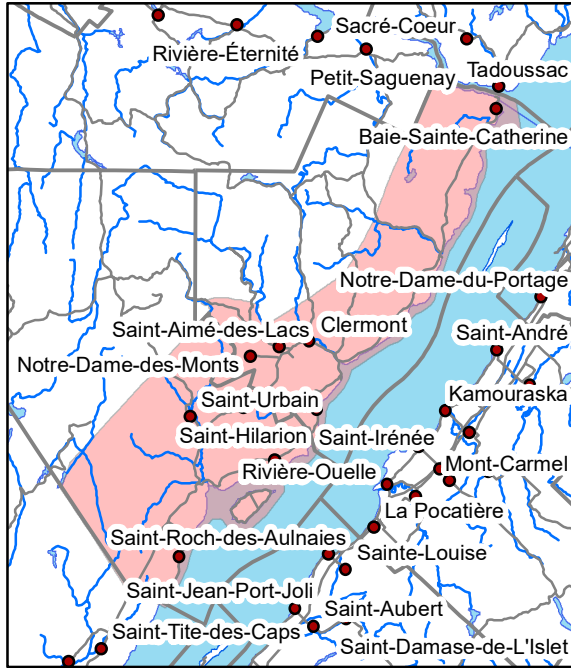 Sacré-Coeur
Rivière-Éternité
Petit-Saguenay
Tadoussac
Baie-Sainte-Catherine
Notre-Dame-du-Portage
Saint-Aimé-des-Lacs
Clermont
Saint-André
Notre-Dame-des-Monts
Saint-Urbain
Kamouraska
Saint-Hilarion
Saint-Irénée
Rivière-Ouelle
Mont-Carmel
La Pocatière
Saint-Roch-des-Aulnaies
Sainte-Louise
Saint-Jean-Port-Joli
Saint-Aubert
Saint-Tite-des-Caps
Saint-Damase-de-L'Islet